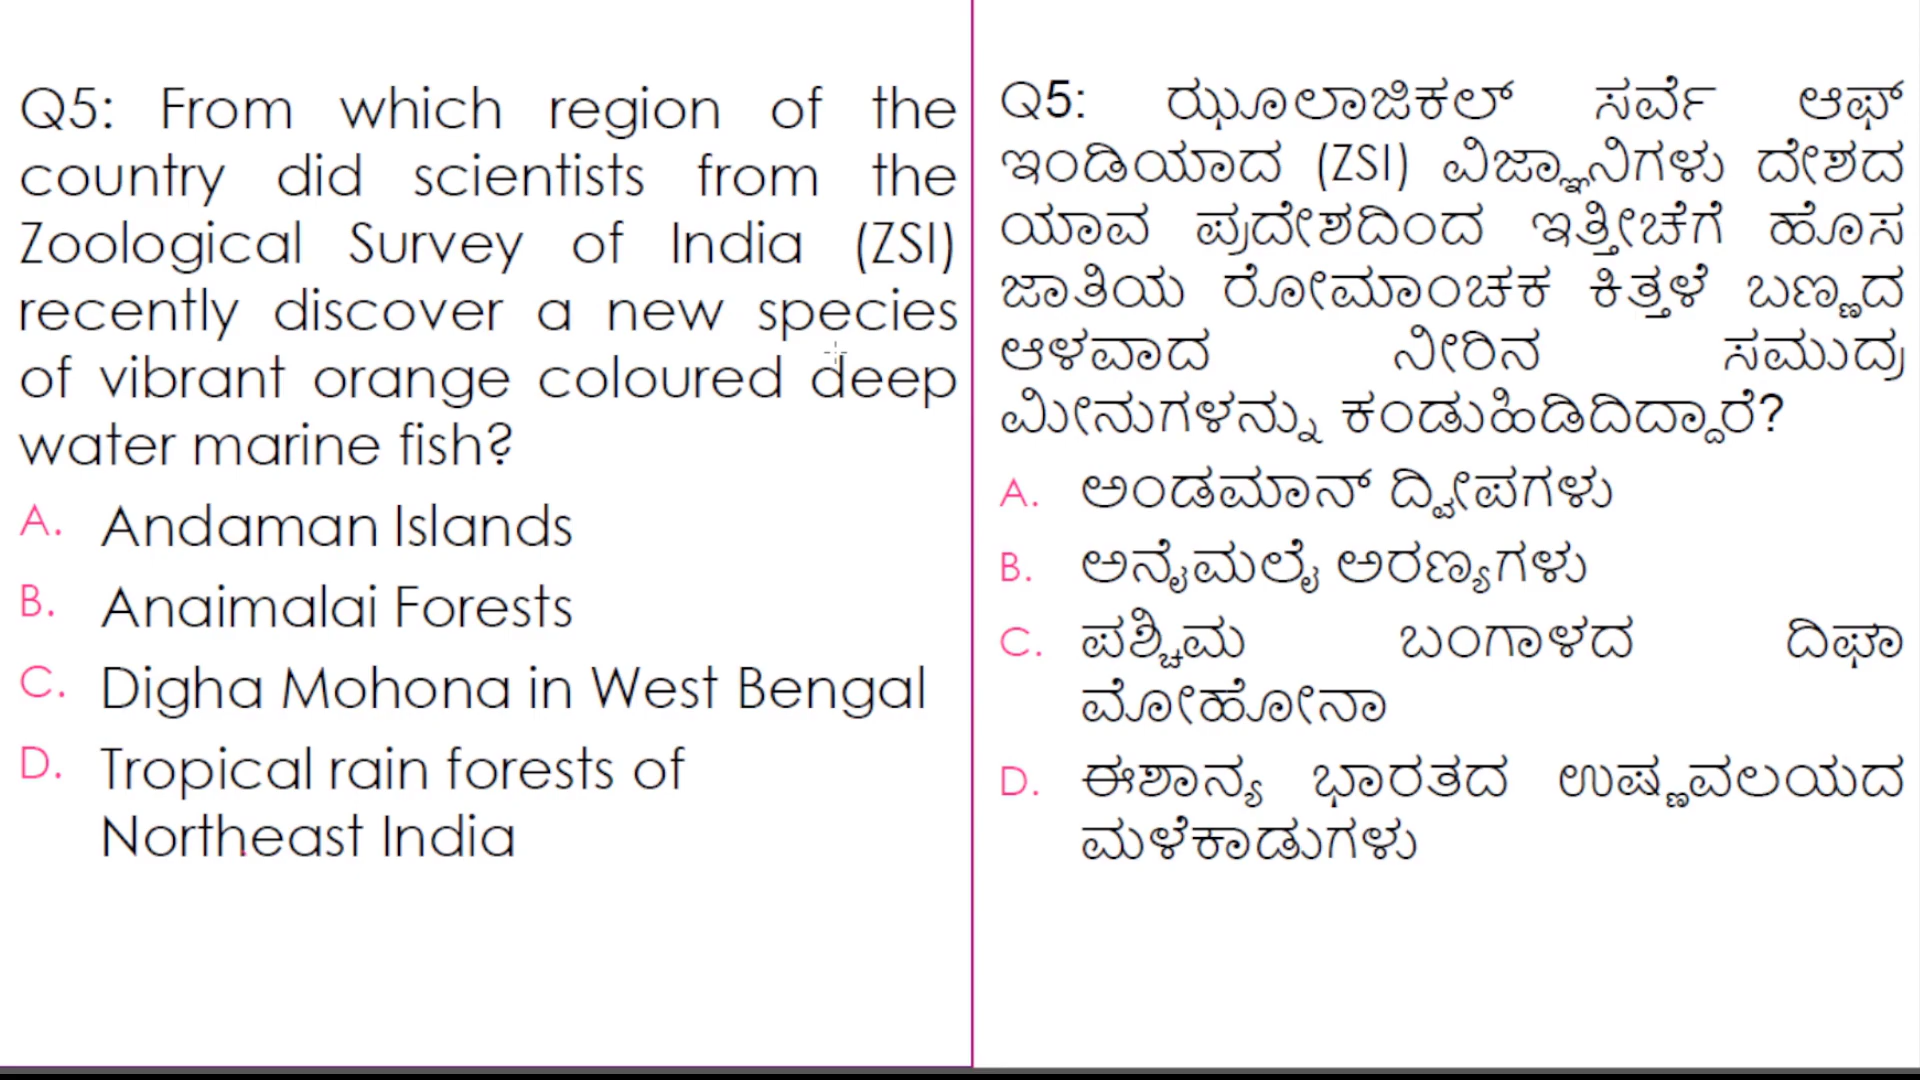 Q5: From which region of the
country did scientists from the
Zoological Survey of India (ZSI)
recently discover a new species
of vibrant orange coloured deep
water marine fish?
A. Andaman Islands
B. Anaimalai Forests
C. Digha Mohona in West Bengal
D. Tropical rain forests of
Northeast India
Q5: ಝೂಲಾಜಿಕಲ್ ಸರ್ವೆ ಆಫ್
ಇಂಡಿಯಾದ (ZSI) ವಿಜ್ಞಾನಿಗಳು ದೇಶದ
ಯಾವ ಪ್ರದೇಶದಿಂದ ಇತ್ತೀಚೆಗೆ ಹೊಸ
ಜಾತಿಯ ರೋಮಾಂಚಕ ಕಿತ್ತಳೆ ಬಣ್ಣದ
ಆಳವಾದ ನೀರಿನ ಸಮುದ್ರ
ಮೀನುಗಳನ್ನು ಕಂಡುಹಿಡಿದಿದ್ದಾರೆ?
A. ಅಂಡಮಾನ್ ದ್ವೀಪಗಳು
B. ಅನೈಮಲೈ ಅರಣ್ಯಗಳು
C. ಪಶ್ಚಿಮ ಬಂಗಾಳದ ದಿಘಾ
ಮೋಹೋನಾ
D. ಈಶಾನ್ಯ ಭಾರತದ ಉಷ್ಣವಲಯದ
ಮಳೆಕಾಡುಗಳು